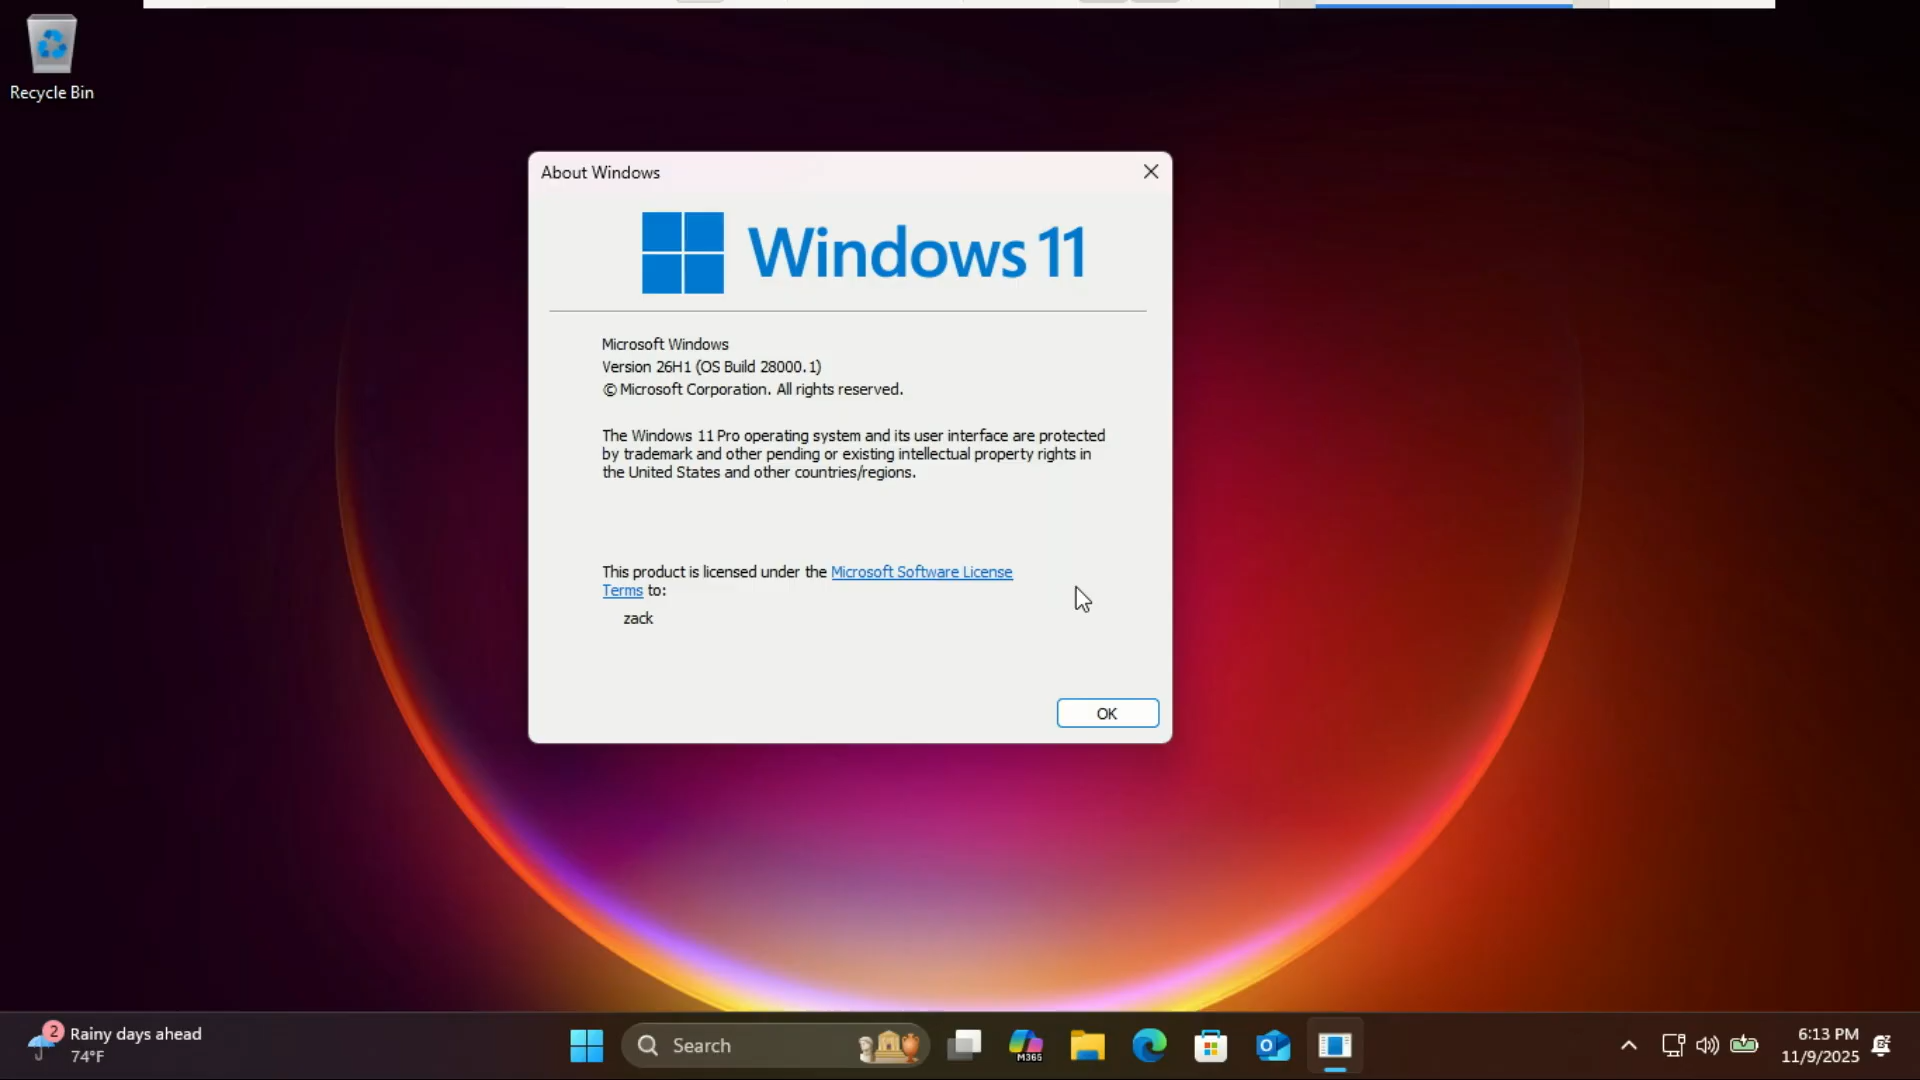 Recycle Bin
About Windows
Windows 11
Microsoft Windows
Version 26H1 (OS Build 28000.1)
© Microsoft Corporation. All rights reserved.
The Windows 11 Pro operating system and its user interface are protected
by trademark and other pending or existing intellectual property rights in
the United States and other countries/regions.
This product is licensed under the Microsoft Software License
Terms to:
zack
OK
2
Rainy days ahead
74°F
Search
M365
6:13 PM
11/9/2025